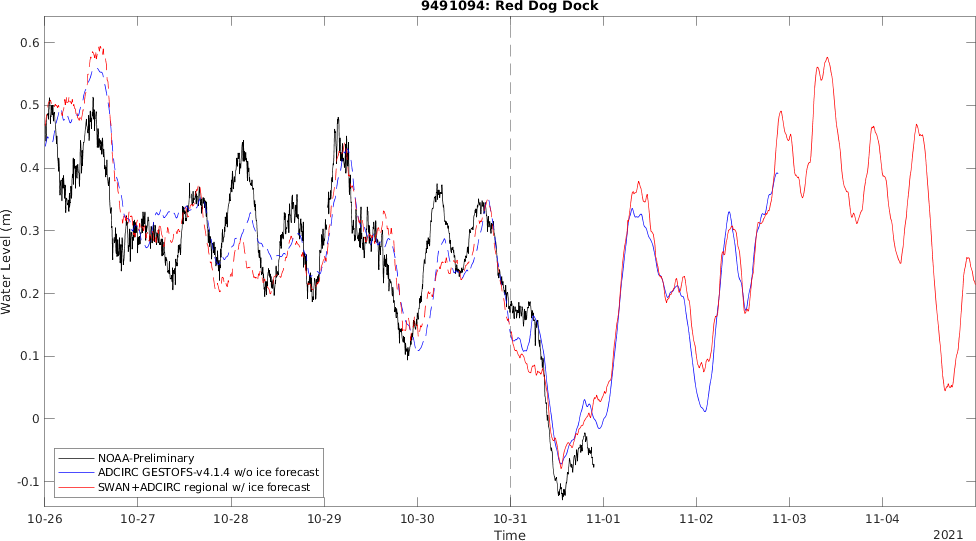 9491094: Red Dog Dock
Water Level (m)
0.6
0.5
0.4
0.3
0.2
0.1
0
-0.1
NOAA-Preliminary
ADCIRC GESTOFS-v4.1.4 w/o ice forecast
SWAN+ADCIRC regional w/ ice forecast
10-26 10-27 10-28 10-29 10-30 10-31 11-01 11-02 11-03 11-04
Time
2021